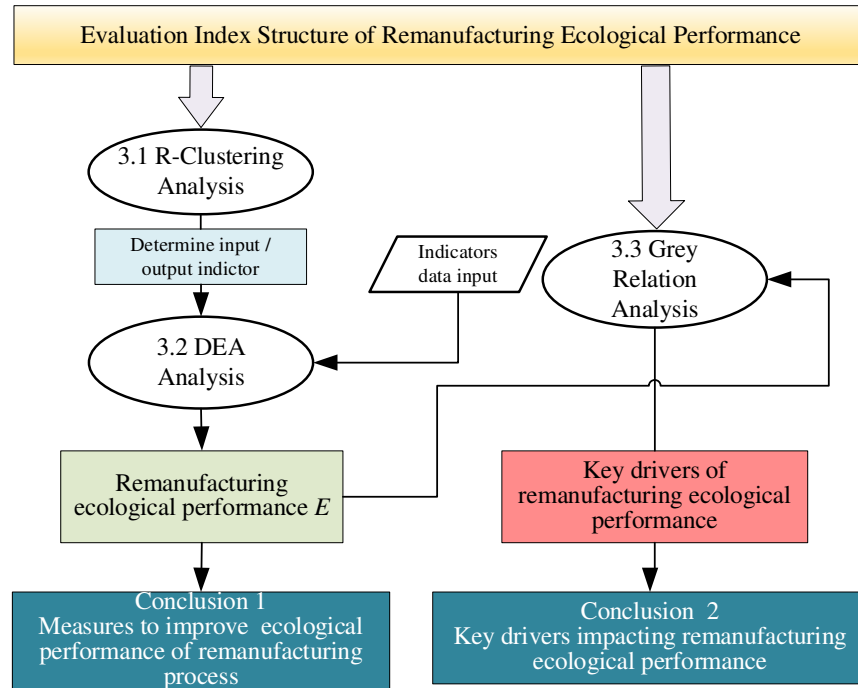 Evaluation Index Structure of Remanufacturing Ecological Performance
3.1 R-Clustering
Analysis
Determine input /
output indictor
Indicators
data input
3.3 Grey
Relation
Analysis
3.2 DEA
Analysis
Remanufacturing
ecological performance E
Key drivers of
remanufacturing ecological
performance
Conclusion 1
Measures to improve ecological
performance of remanufacturing
process
Conclusion 2
Key drivers impacting remanufacturing
ecological performance